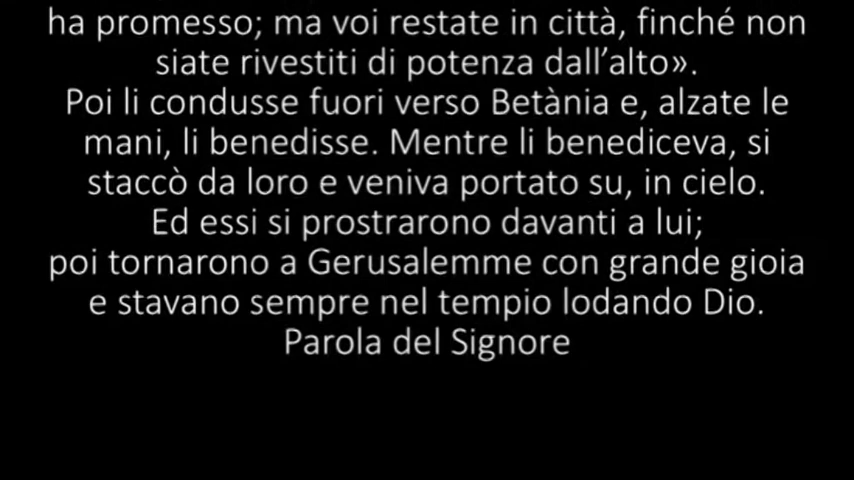 ha promesso; ma voi restate in città, finché non
siate rivestiti di potenza dall’alto».
Poi li condusse fuori verso Betània e, alzate le
mani, li benedisse. Mentre li benediceva, si
staccò da loro e veniva portato su, in cielo.
Ed essi si prostrarono davanti a lui;
poi tornarono a Gerusalemme con grande gioia
e stavano sempre nel tempio lodando Dio.
Parola del Signore